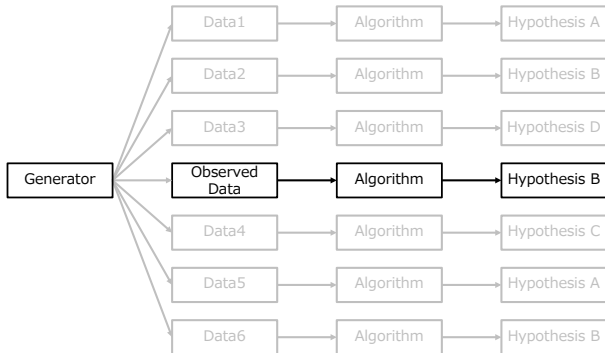 Data1 Algorithm Hypothesis A
Data2 Algorithm Hypothesis B
Data3 Algorithm Hypothesis D
Generator
Observed
Data
Algorithm Hypothesis B
Data4 Algorithm Hypothesis C
Data5 Algorithm Hypothesis A
Data6 Algorithm Hypothesis B